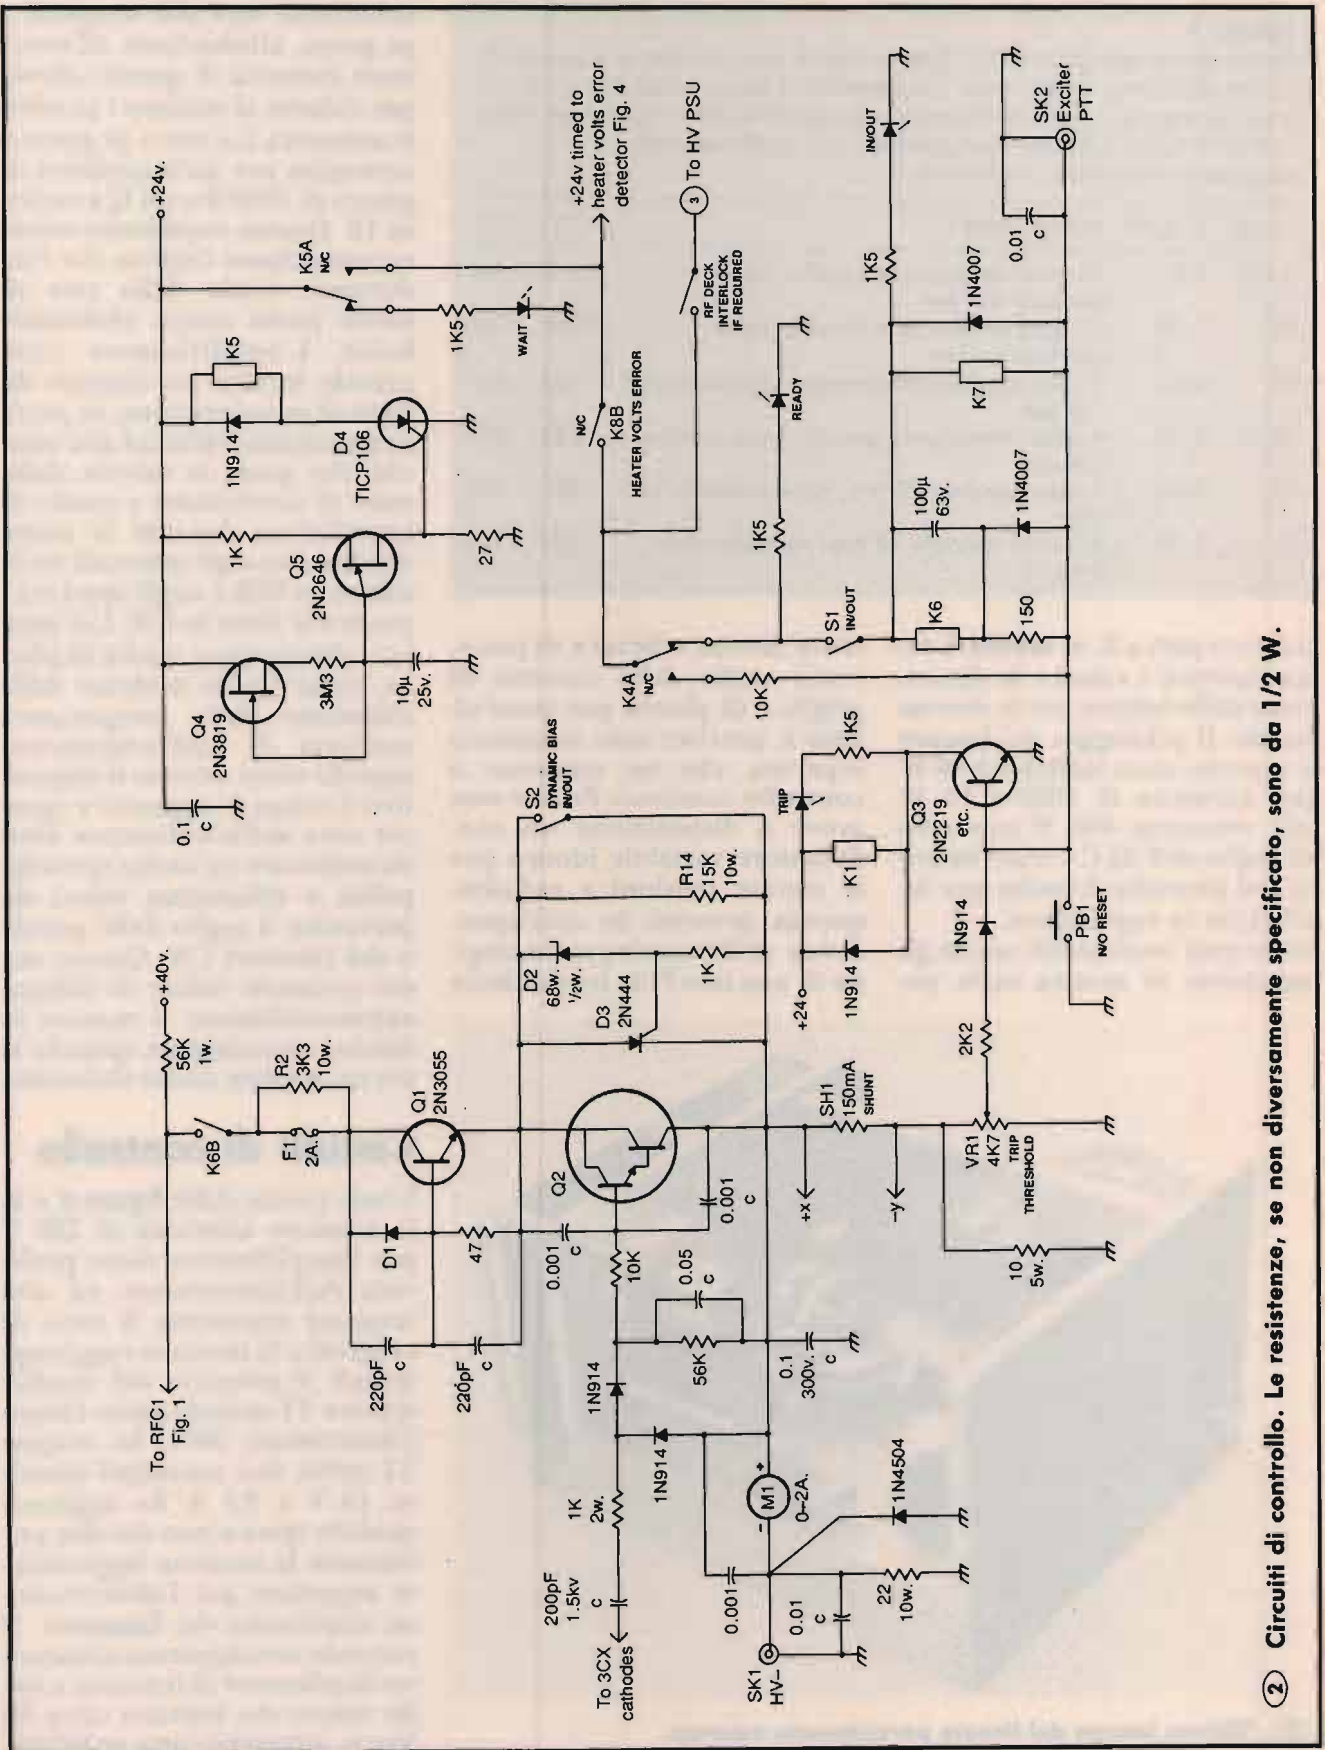 To RFC1
Fig. 1
56K
1w.
+40v.
K6B
F1
2A.
R2
3K3
10w.
220pF
c
220pF
c
D1
47
Q1
2N3055
0.001
c
Q2
0.001
c
10K
0.05
c
56K
1N914
1N914
1K
2w.
200pF
1.5kv
c
To 3CX
cathodes
0.1
300v.
c
M1
- +
0–2A.
SK1
HV–
0.001
0.01
c
22
10w.
1N4504
D2
68w.
½w.
D3
2N444
1K
R14
15K
10w.
S2
DYNAMIC BIAS
IN/OUT
+x
–y
SH1
150mA
SHUNT
VR1
4K7
TRIP
THRESHOLD
10
5w.
2K2
1N914
PB1
N/O RESET
+24
1N914
K1
TRIP
1K5
Q3
2N2219
etc.
0.1
c
Q4
2N3819
3M3
10µ
25v.
Q5
2N2646
1K
27
1N914
K5
D4
TICP106
+24v.
K5A
N/C
1K5
WAIT
+24v timed to
heater volts error
detector Fig. 4
N/C
K8B
HEATER VOLTS ERROR
RF DECK
INTERLOCK
IF REQUIRED
3 To HV PSU
K4A
N/C
10K
1K5
READY
S1
IN/OUT
K6
150
100µ
63v.
1N4007
K7
1N4007
1K5
IN/OUT
0.01
c
SK2
Exciter
PTT
2 Circuiti di controllo. Le resistenze, se non diversamente specificato, sono da 1/2 W.